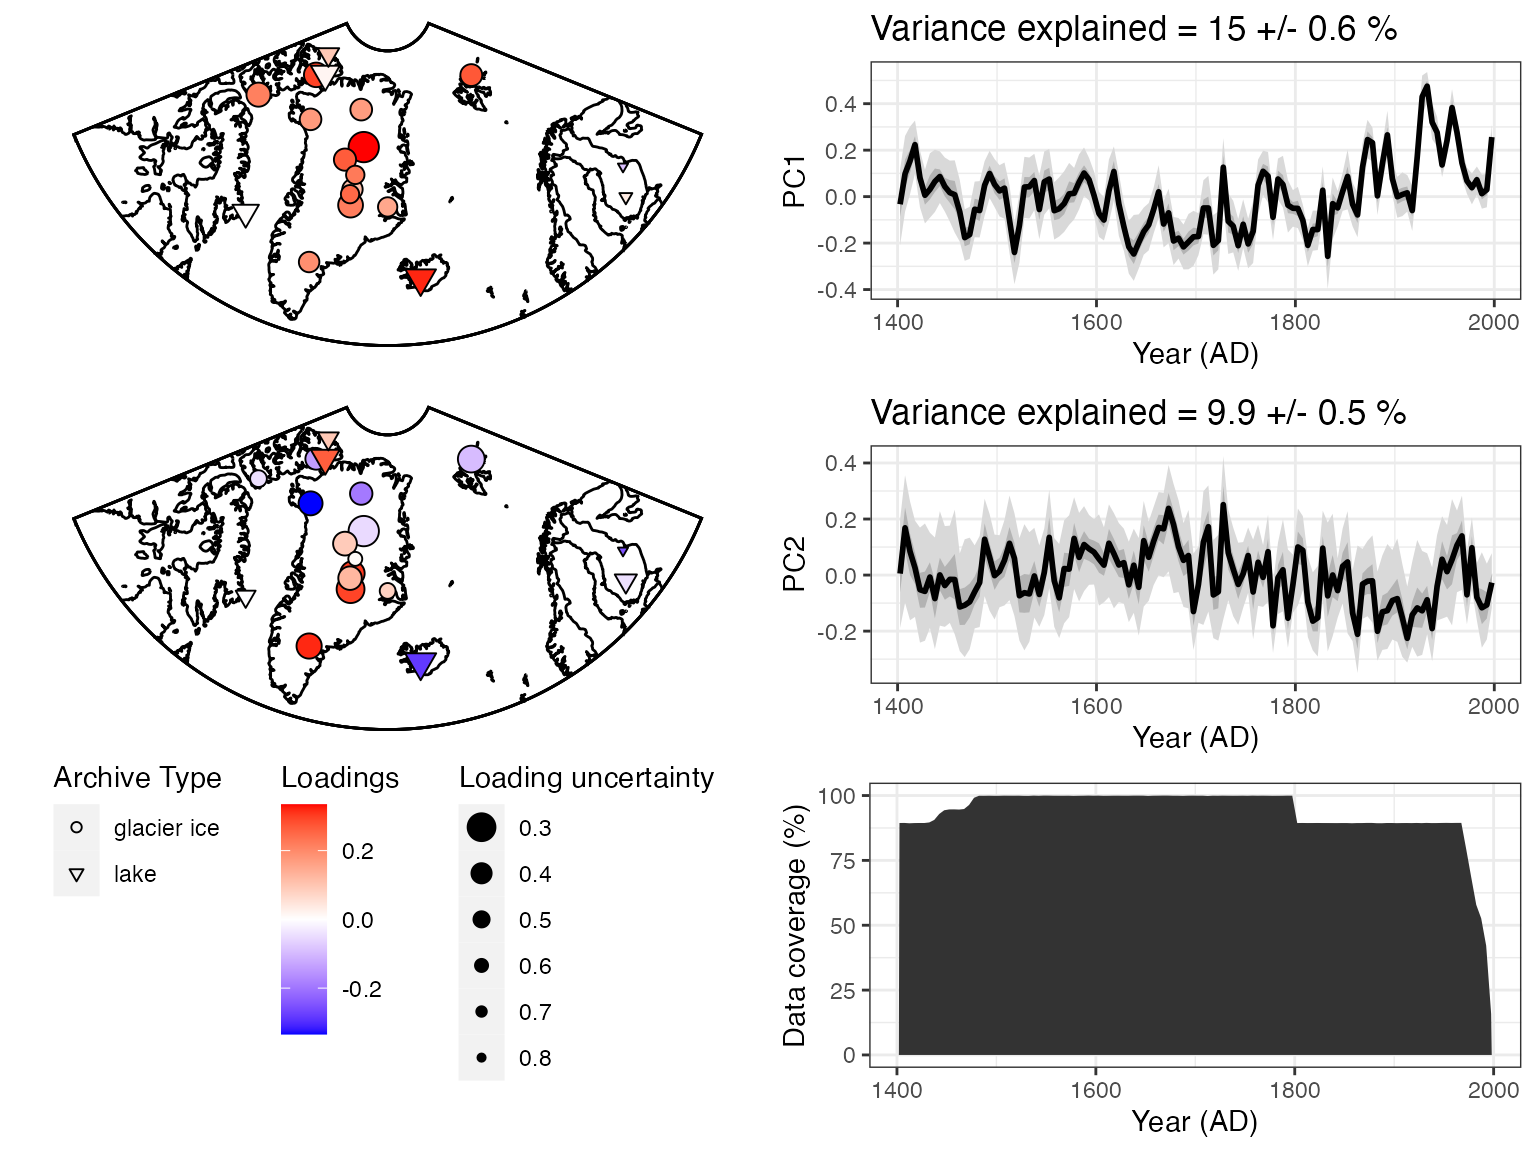 Variance explained = 15 +/- 0.6 %
PC1
0.4
0.2
0.0
-0.2
-0.4
1400 1600 1800 2000
Year (AD)
Variance explained = 9.9 +/- 0.5 %
PC2
0.4
0.2
0.0
-0.2
1400 1600 1800 2000
Year (AD)
Archive Type
glacier ice
lake
Loadings
0.2
0.0
-0.2
Loading uncertainty
0.3
0.4
0.5
0.6
0.7
0.8
Data coverage (%)
100
75
50
25
0
1400 1600 1800 2000
Year (AD)